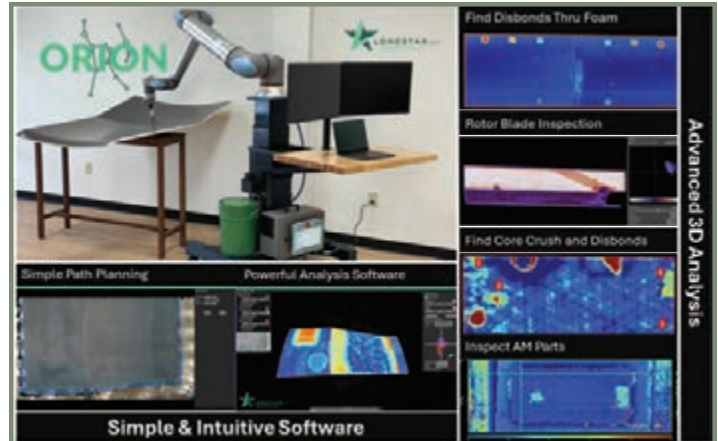 ORION
LONESTAR
Find Disbonds Thru Foam
Rotor Blade Inspection
Find Core Crush and Disbonds
Inspect AM Parts
Advanced 3D Analysis
Simple Path Planning
Powerful Analysis Software
Simple & Intuitive Software